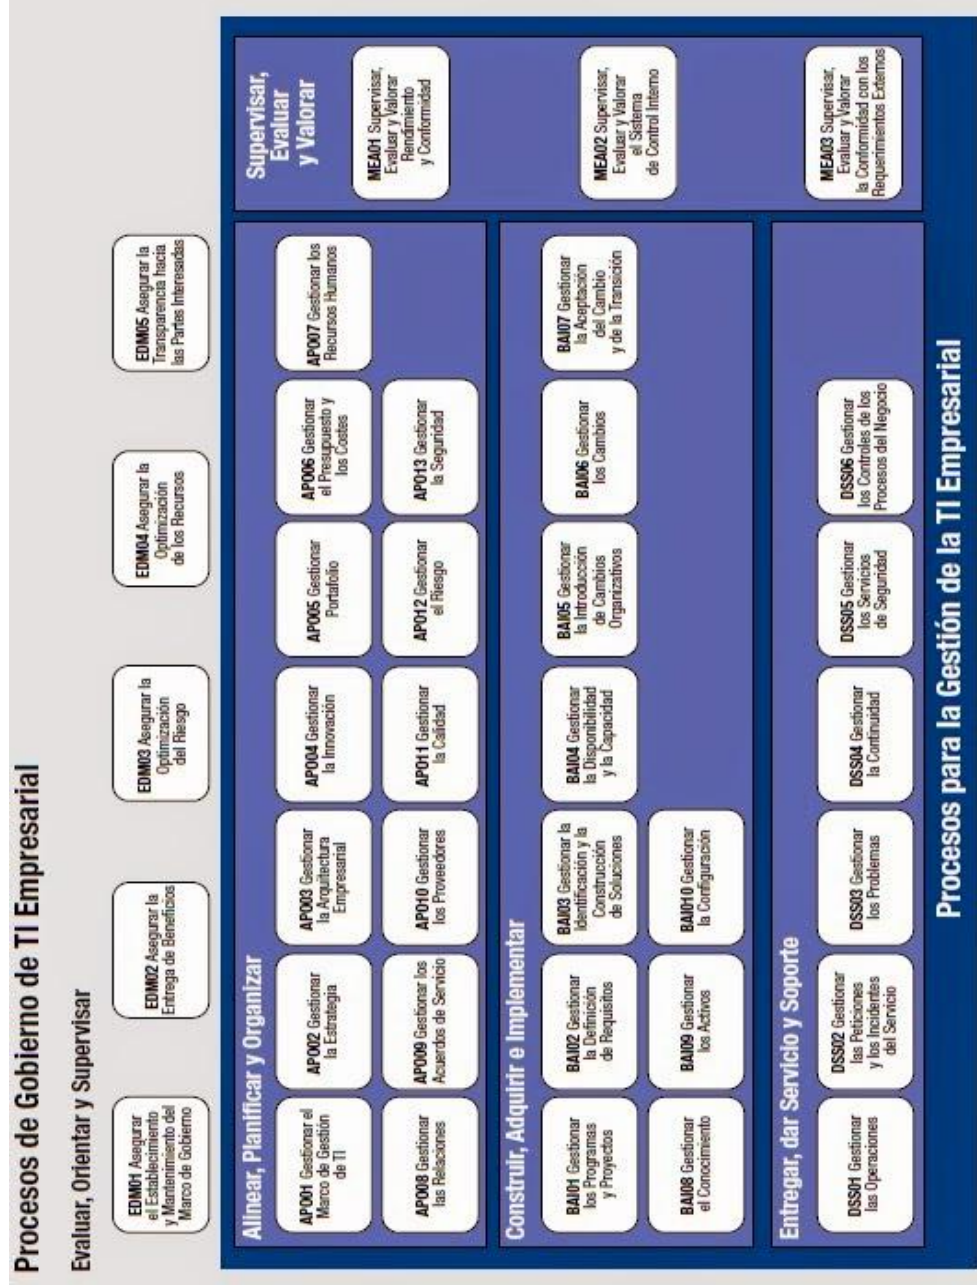 Procesos de Gobierno de TI Empresarial
Evaluar, Orientar y Supervisar
EDM01 Asegurar
el Establecimiento
y Mantenimiento del
Marco de Gobierno
EDM02 Asegurar la
Entrega de Beneficios
EDM03 Asegurar la
Optimización
del Riesgo
EDM04 Asegurar la
Optimización
de los Recursos
EDM05 Asegurar la
Transparencia hacia
las Partes Interesadas
Alinear, Planificar y Organizar
APO01 Gestionar el
Marco de Gestión
de TI
APO02 Gestionar
la Estrategia
APO03 Gestionar
la Arquitectura
Empresarial
APO04 Gestionar
la Innovación
APO05 Gestionar
Portafolio
APO06 Gestionar
el Presupuesto y
los Costes
APO07 Gestionar los
Recursos Humanos
APO08 Gestionar
las Relaciones
APO09 Gestionar los
Acuerdos de Servicio
APO10 Gestionar
los Proveedores
APO11 Gestionar
la Calidad
APO12 Gestionar
el Riesgo
APO13 Gestionar
la Seguridad
Construir, Adquirir e Implementar
BAI01 Gestionar
los Programas
y Proyectos
BAI02 Gestionar
la Definición
de Requisitos
BAI03 Gestionar la
Identificación y la
Construcción
de Soluciones
BAI04 Gestionar
la Disponibilidad
y la Capacidad
BAI05 Gestionar
la Introducción
de Cambios
Organizativos
BAI06 Gestionar
los Cambios
BAI07 Gestionar
la Aceptación
del Cambio
y de la Transición
BAI08 Gestionar
el Conocimiento
BAI09 Gestionar
los Activos
BAI010 Gestionar
la Configuración
Entregar, dar Servicio y Soporte
DSS01 Gestionar
las Operaciones
DSS02 Gestionar
las Peticiones
y los Incidentes
del Servicio
DSS03 Gestionar
los Problemas
DSS04 Gestionar
la Continuidad
DSS05 Gestionar
los Servicios
de Seguridad
DSS06 Gestionar
los Controles de los
Procesos del Negocio
Supervisar,
Evaluar
y Valorar
MEA01 Supervisar,
Evaluar y Valorar
Rendimiento
y Conformidad
MEA02 Supervisar,
Evaluar y Valorar
el Sistema
de Control Interno
MEA03 Supervisar,
Evaluar y Valorar
la Conformidad con los
Requerimientos Externos
Procesos para la Gestión de la TI Empresarial